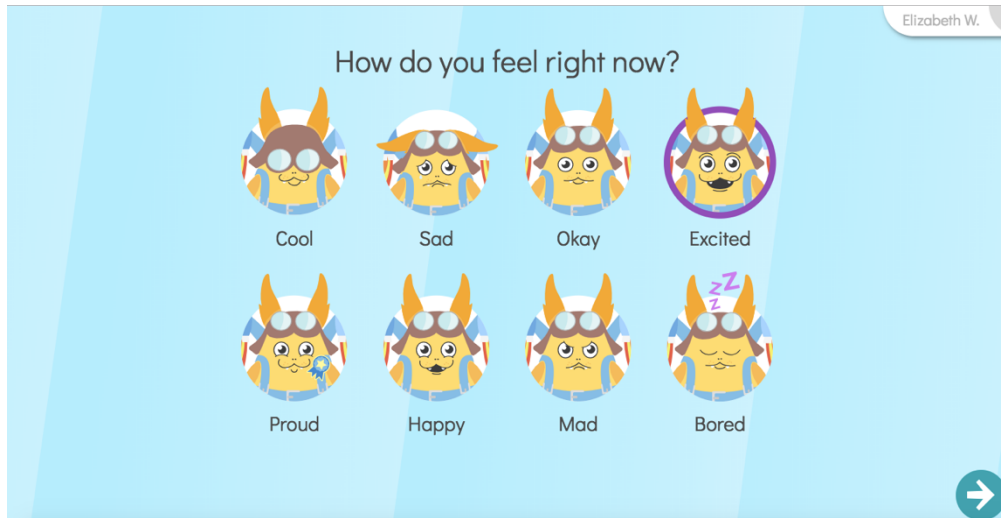 Elizabeth W.
How do you feel right now?
Cool Sad Okay Excited
z Z
z
Proud Happy Mad Bored